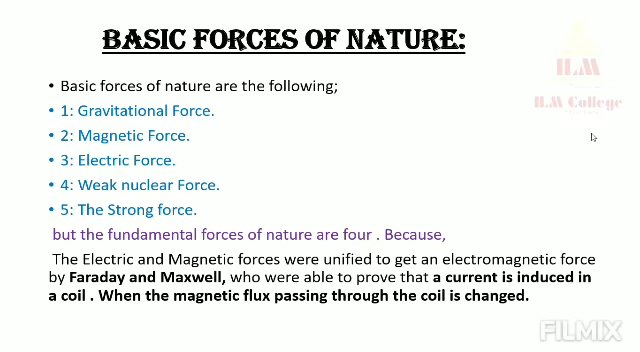 BASIC FORCES OF NATURE:
ILM
ILM College
• Basic forces of nature are the following;
• 1: Gravitational Force.
• 2: Magnetic Force.
• 3: Electric Force.
• 4: Weak nuclear Force.
• 5: The Strong force.
but the fundamental forces of nature are four . Because,
The Electric and Magnetic forces were unified to get an electromagnetic force
by Faraday and Maxwell, who were able to prove that a current is induced in
a coil . When the magnetic flux passing through the coil is changed.
FILMIX